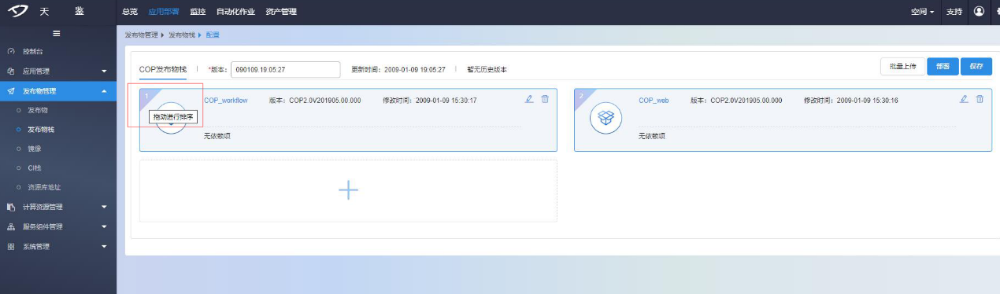 天 鉴 总览 应用部署 监控 自动化作业 资产管理 空间 支持
发布物管理 发布物栈 配置
控制台
应用管理
发布物管理
发布物
发布物栈
镜像
CI栈
资源库地址
计算资源管理
服务组件管理
系统管理
COP发布物栈 *版本： 090109.19:05:27 更新时间：2009-01-09 19:05:27 暂无历史版本 批量上传 部署 保存
1 COP_workflow 版本：COP2.0V201905.00.000 修改时间：2009-01-09 15:30:17
拖动进行排序
无依赖项
2 COP_web 版本：COP2.0V201905.00.000 修改时间：2009-01-09 15:30:16
无依赖项